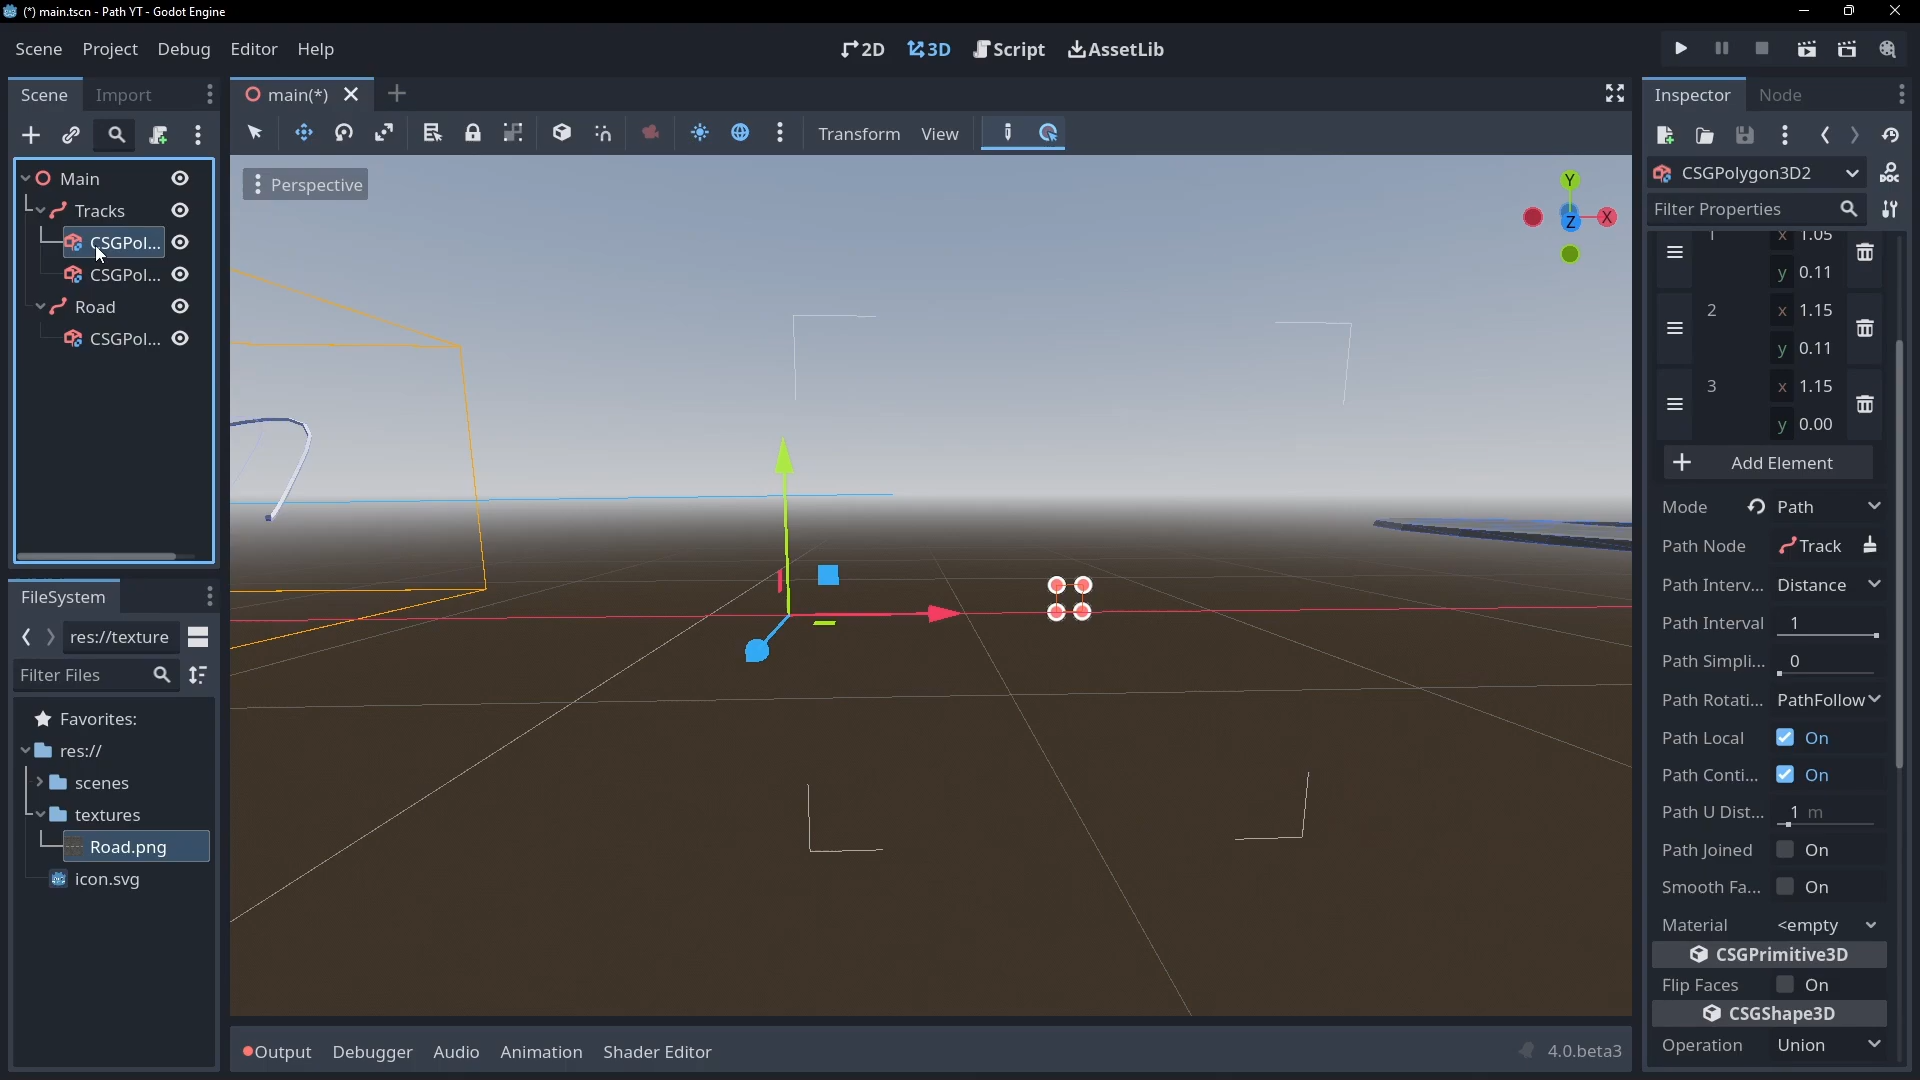 (*) main.tscn - Path YT - Godot Engine
Scene Project Debug Editor Help
2D 3D Script AssetLib
Scene Import
main(*)
Inspector Node
Transform View
Main
Tracks
CSGPol...
CSGPol...
Road
CSGPol...
Perspective
Y
X
Z
FileSystem
res://texture
Filter Files
Favorites:
res://
scenes
textures
Road.png
icon.svg
Output Debugger Audio Animation Shader Editor
4.0.beta3
CSGPolygon3D2
Filter Properties
1 x 1.05
y 0.11
2 x 1.15
y 0.11
3 x 1.15
y 0.00
Add Element
Mode Path
Path Node Track
Path Interv... Distance
Path Interval 1
Path Simpli... 0
Path Rotati... PathFollow
Path Local On
Path Conti... On
Path U Dist... 1 m
Path Joined On
Smooth Fa... On
Material <empty
CSGPrimitive3D
Flip Faces On
CSGShape3D
Operation Union